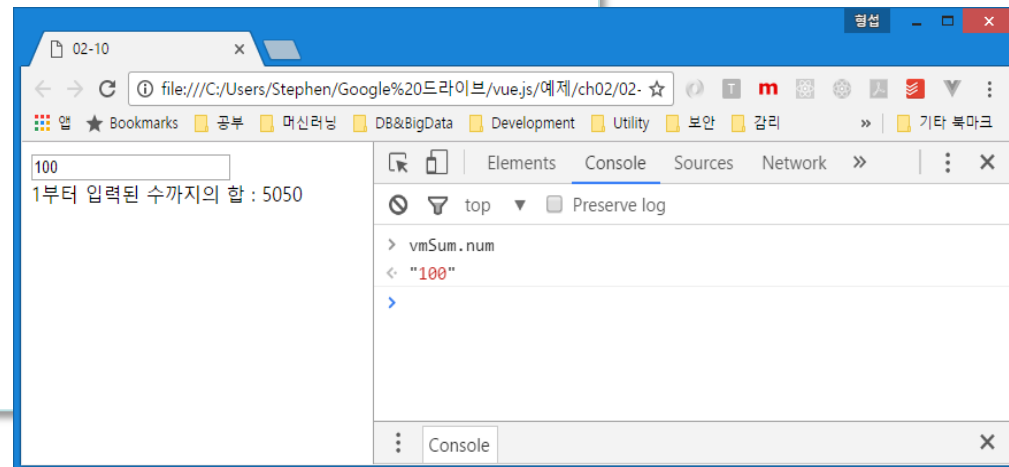 형섭
02-10
file:///C:/Users/Stephen/Google%20드라이브/vue.js/예제/ch02/02-
앱 Bookmarks 공부 머신러닝 DB&BigData Development Utility 보안 감리 » 기타 북마크
100
1부터 입력된 수까지의 합 : 5050
Elements Console Sources Network »
top ▼ Preserve log
> vmSum.num
"100"
>
Console